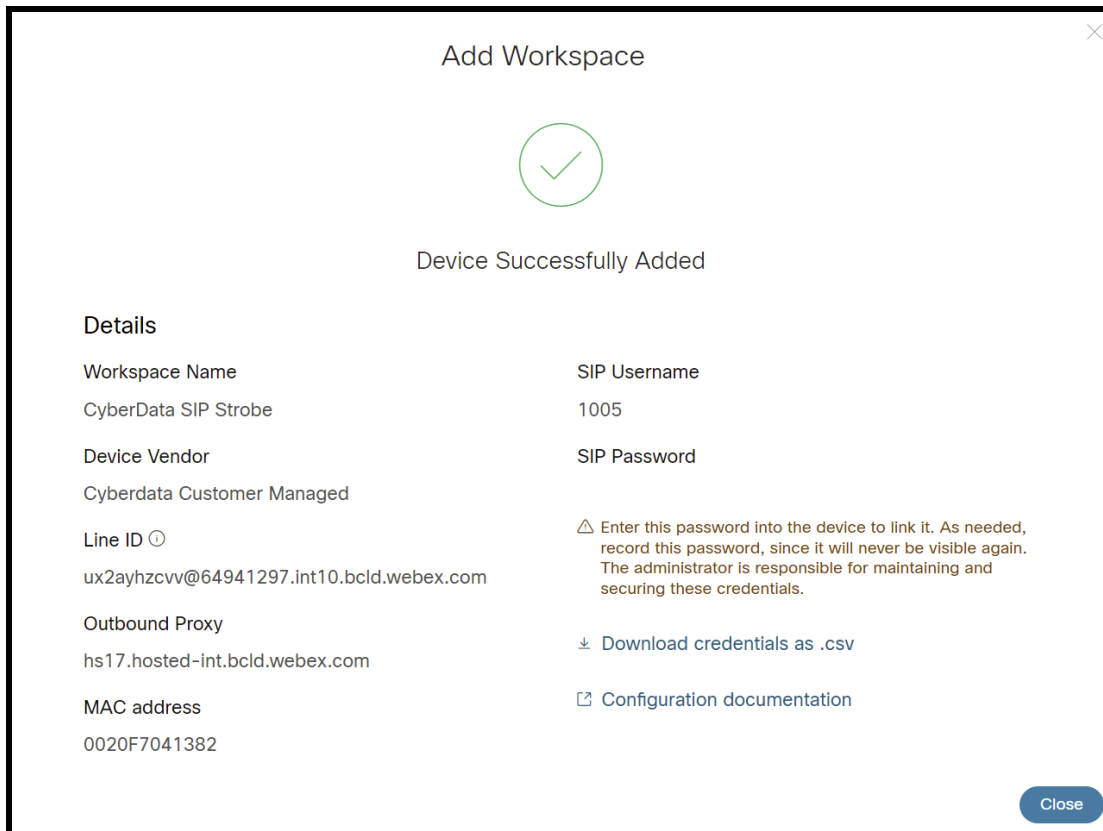 Add Workspace
Device Successfully Added
Details
Workspace Name
CyberData SIP Strobe
Device Vendor
Cyberdata Customer Managed
Line ID
ux2ayhzcvv@64941297.int10.bcld.webex.com
Outbound Proxy
hs17.hosted-int.bcld.webex.com
MAC address
0020F7041382
SIP Username
1005
SIP Password
Enter this password into the device to link it. As needed,
record this password, since it will never be visible again.
The administrator is responsible for maintaining and
securing these credentials.
Download credentials as .csv
Configuration documentation
Close